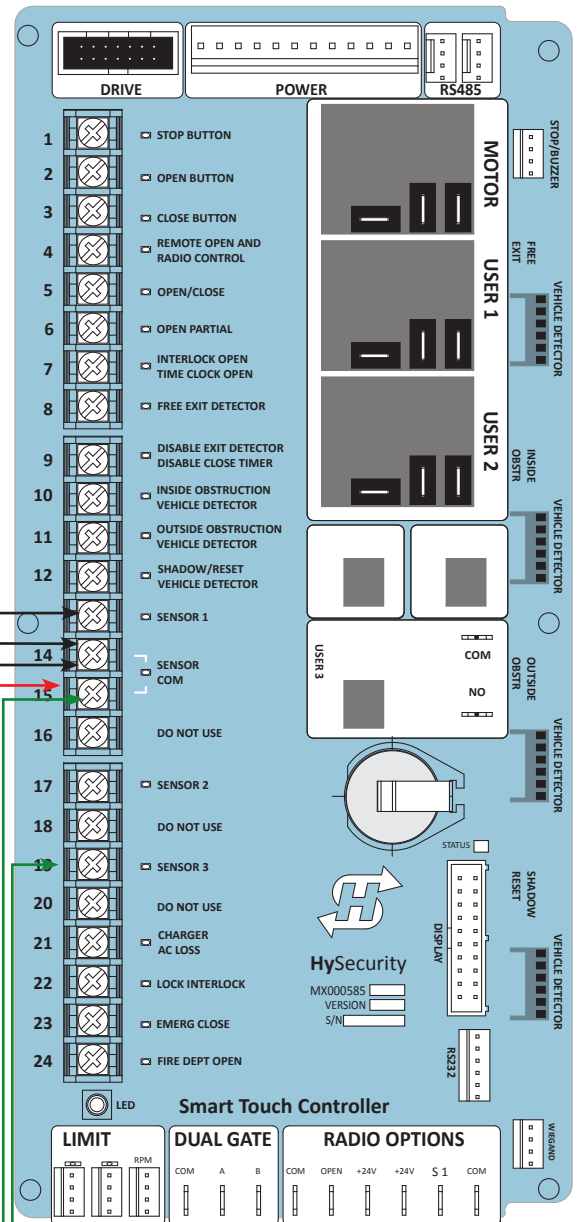 DRIVE
POWER
RS485
1
STOP BUTTON
2
OPEN BUTTON
3
CLOSE BUTTON
4
REMOTE OPEN AND
RADIO CONTROL
5
OPEN/CLOSE
6
OPEN PARTIAL
7
INTERLOCK OPEN
TIME CLOCK OPEN
8
FREE EXIT DETECTOR
9
DISABLE EXIT DETECTOR
DISABLE CLOSE TIMER
10
INSIDE OBSTRUCTION
VEHICLE DETECTOR
11
OUTSIDE OBSTRUCTION
VEHICLE DETECTOR
12
SHADOW/RESET
VEHICLE DETECTOR
SENSOR 1
14
SENSOR
COM
15
16
DO NOT USE
17
SENSOR 2
18
DO NOT USE
19
SENSOR 3
20
DO NOT USE
21
CHARGER
AC LOSS
22
LOCK INTERLOCK
23
EMERG CLOSE
24
FIRE DEPT OPEN
MOTOR
USER 1
USER 2
USER 3
COM
NO
STOP/BUZZER
FREE
EXIT
VEHICLE DETECTOR
INSIDE
OBSTR
VEHICLE DETECTOR
OUTSIDE
OBSTR
VEHICLE DETECTOR
SHADOW
RESET
VEHICLE DETECTOR
STATUS
DISPLAY
HySecurity
MX000585
VERSION
S/N
RS232
WIEGAND
LED
Smart Touch Controller
LIMIT
RPM
DUAL GATE
COM A B
RADIO OPTIONS
COM OPEN +24V +24V S 1 COM